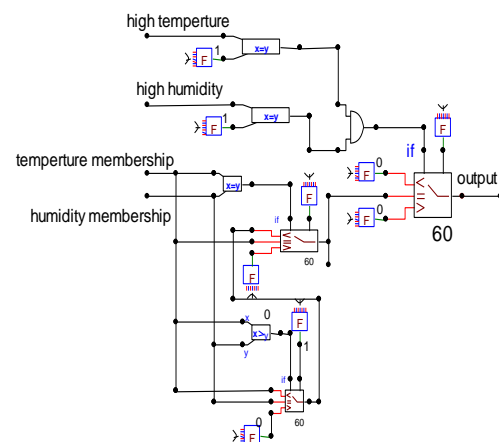 high temperture
1
F
x=y
high humidity
1
F
x=y
F
if
temperture membership
0
F
<
=
>
output
x=y
humidity membership
F
0
F
60
if
<
=
>
60
F
0
F
x
x>y
y
1
if
<
=
>
0
60
F